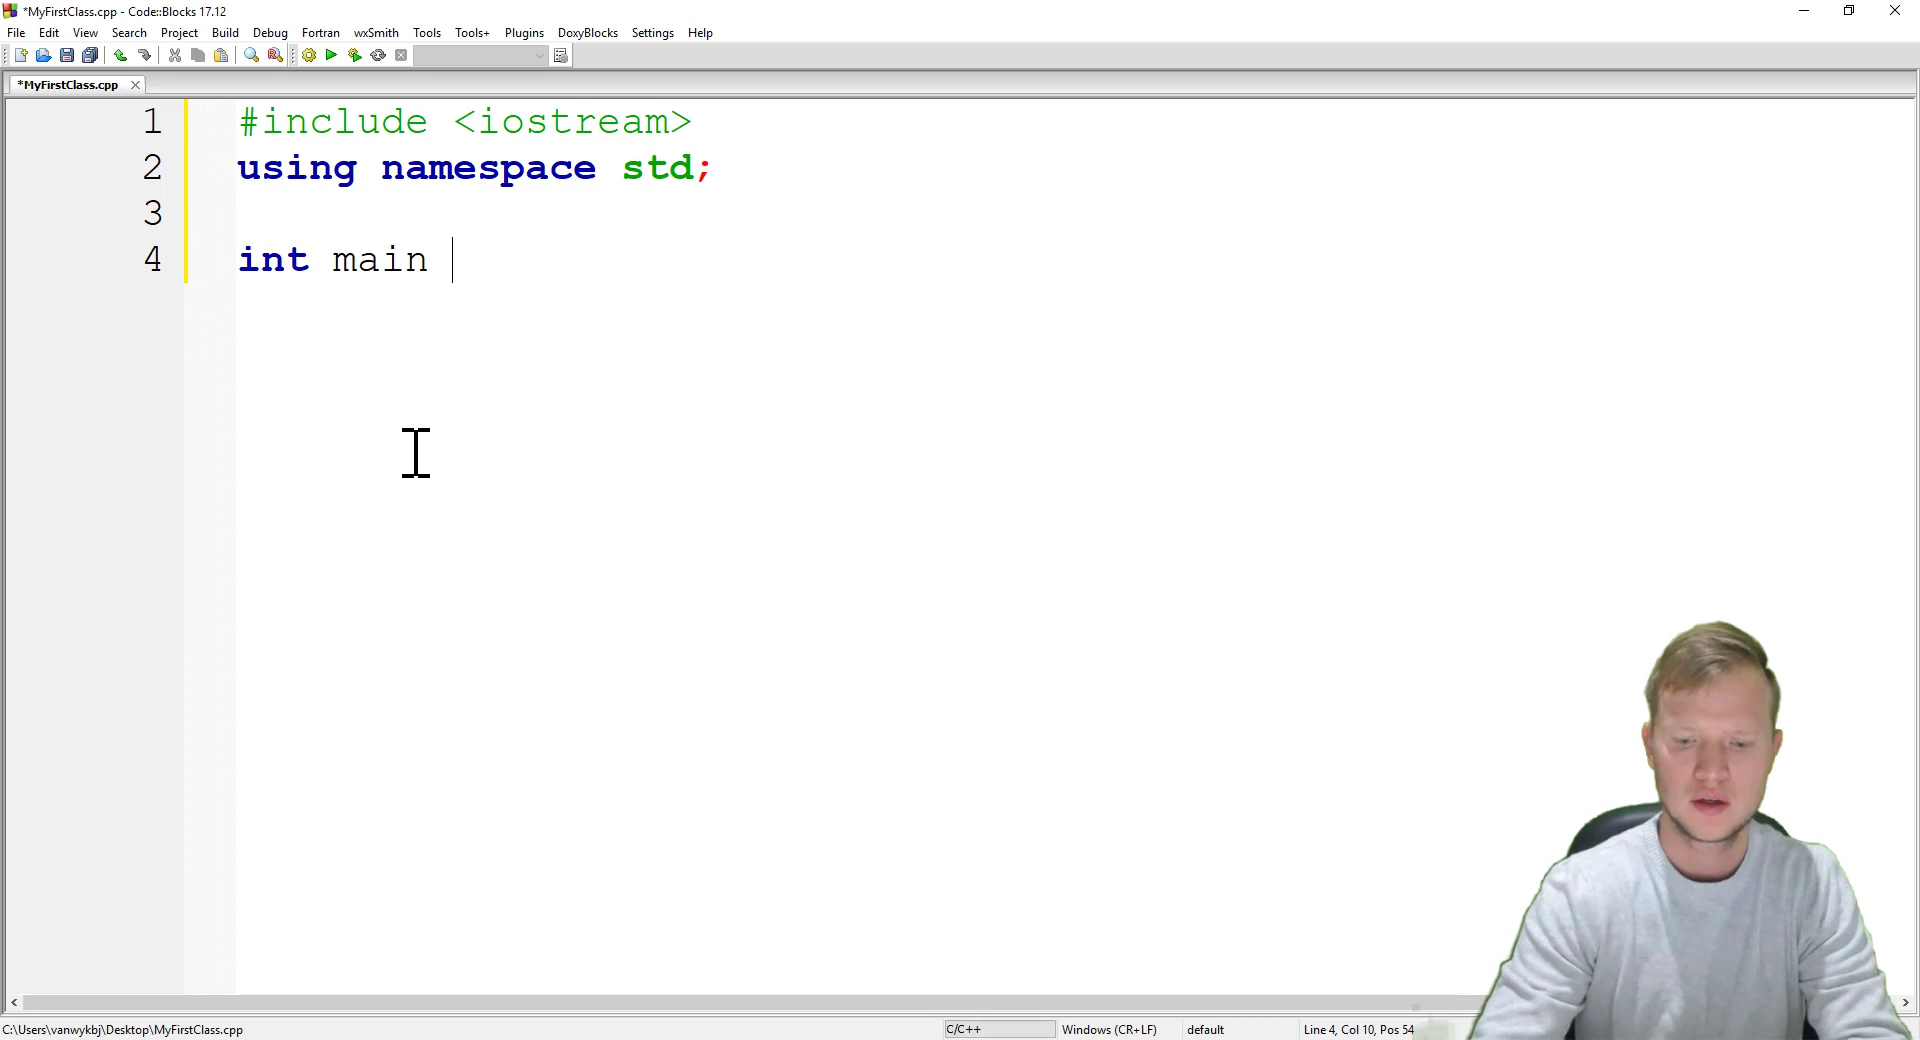 *MyFirstClass.cpp - Code::Blocks 17.12
File Edit View Search Project Build Debug Fortran wxSmith Tools Tools+ Plugins DoxyBlocks Settings Help
*MyFirstClass.cpp
1 #include <iostream>
2 using namespace std;
3
4 int main
C:\Users\vanwykbj\Desktop\MyFirstClass.cpp C/C++ Windows (CR+LF) default Line 4, Col 10, Pos 54